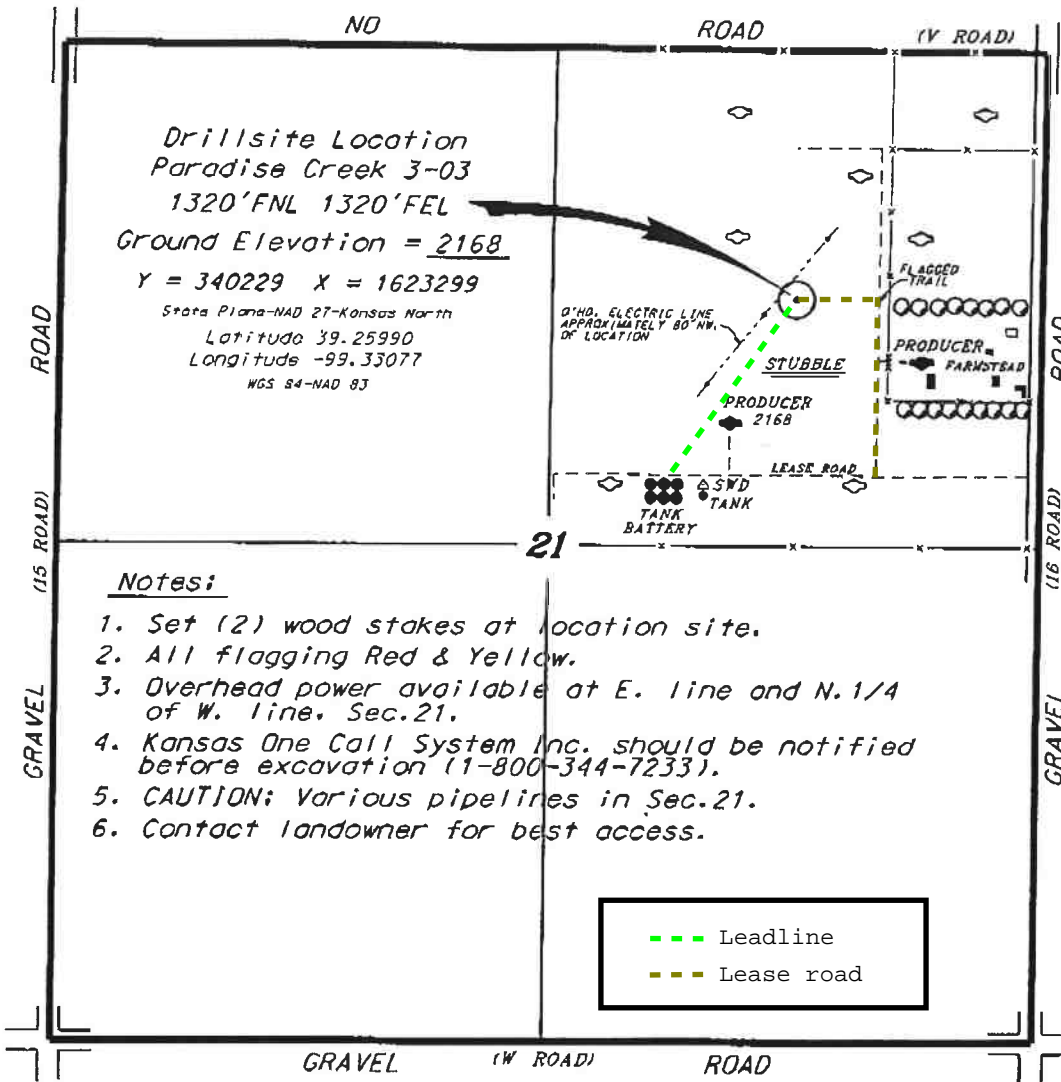 NO ROAD (V ROAD)
Drillsite Location
Paradise Creek 3-03
1320'FNL 1320'FEL
Ground Elevation = 2168
Y = 340229 X = 1623299
State Plane-NAD 27-Kansas North
Latitude 39.25990
Longitude -99.33077
WGS 84-NAD 83
O'HD. ELECTRIC LINE
APPROXIMATELY 80' NW.
OF LOCATION
FLAGGED
TRAIL
STUBBLE
PRODUCER
FARMSTEAD
PRODUCER
2168
LEASE ROAD
SWD
TANK
TANK
BATTERY
21
GRAVEL (15 ROAD) ROAD
GRAVEL (16 ROAD) ROAD
Notes:
1. Set (2) wood stakes at location site.
2. All flagging Red & Yellow.
3. Overhead power available at E. line and N.1/4
of W. line. Sec.21.
4. Kansas One Call System Inc. should be notified
before excavation (1-800-344-7233).
5. CAUTION: Various pipelines in Sec.21.
6. Contact landowner for best access.
Leadline
Lease road
GRAVEL (W ROAD) ROAD